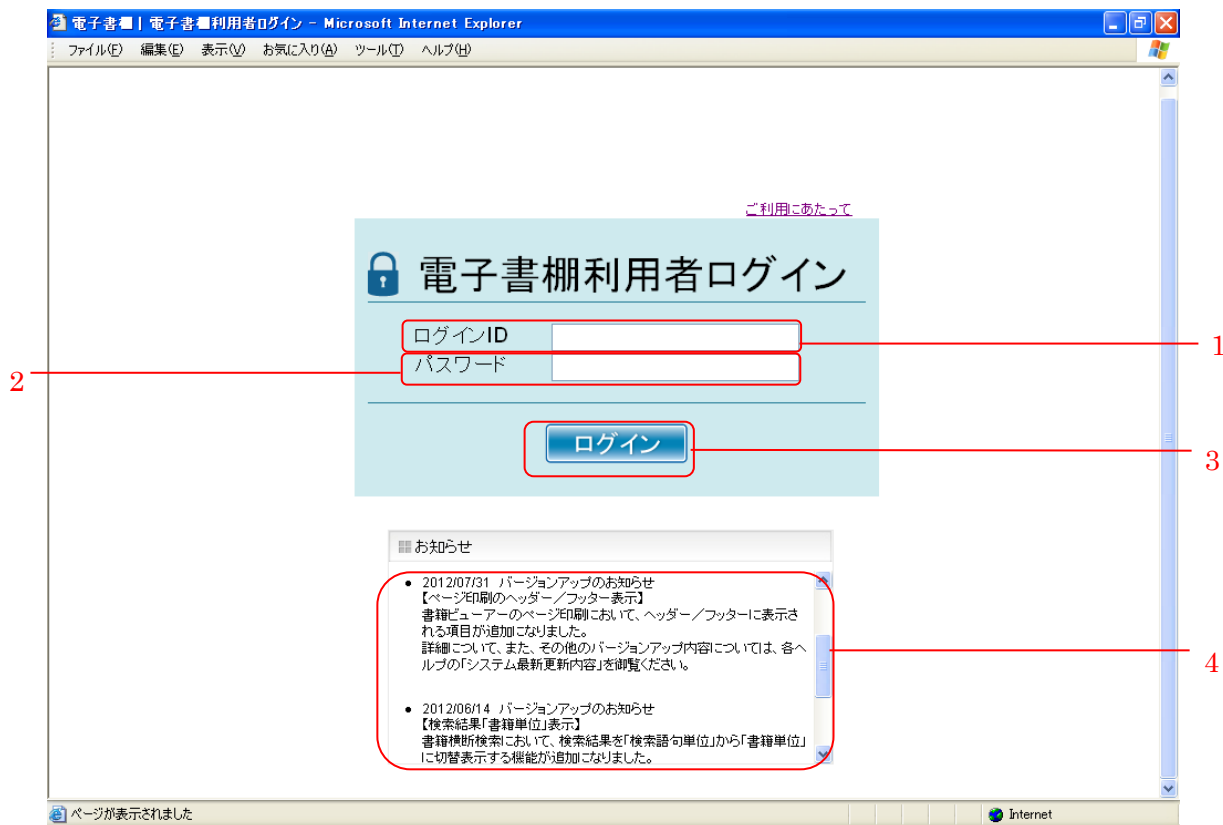 電子書棚 | 電子書棚利用者ログイン - Microsoft Internet Explorer
ファイル(F) 編集(E) 表示(V) お気に入り(A) ツール(T) ヘルプ(H)
ご利用にあたって
電子書棚利用者ログイン
ログインID
1
パスワード
2
ログイン
3
お知らせ
● 2012/07/31 バージョンアップのお知らせ
【ページ印刷のヘッダー/フッター表示】
書籍ビューアーのページ印刷において、ヘッダー/フッターに表示さ
れる項目が追加になりました。
詳細について、また、その他のバージョンアップ内容については、各ヘ
ルプの「システム最新更新内容」を御覧ください。
4
● 2012/06/14 バージョンアップのお知らせ
【検索結果「書籍単位」表示】
書籍横断検索において、検索結果を「検索語句単位」から「書籍単位」
に切替表示する機能が追加になりました。
ページが表示されました
Internet